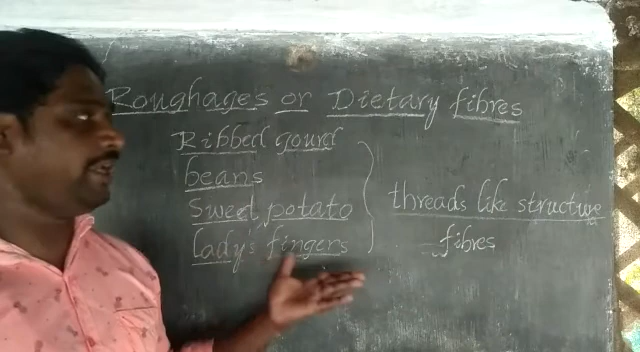 Roughages or Dietary fibres
Ribbed gourd
beans
Sweet potato
lady's fingers
threads like structure
fibres